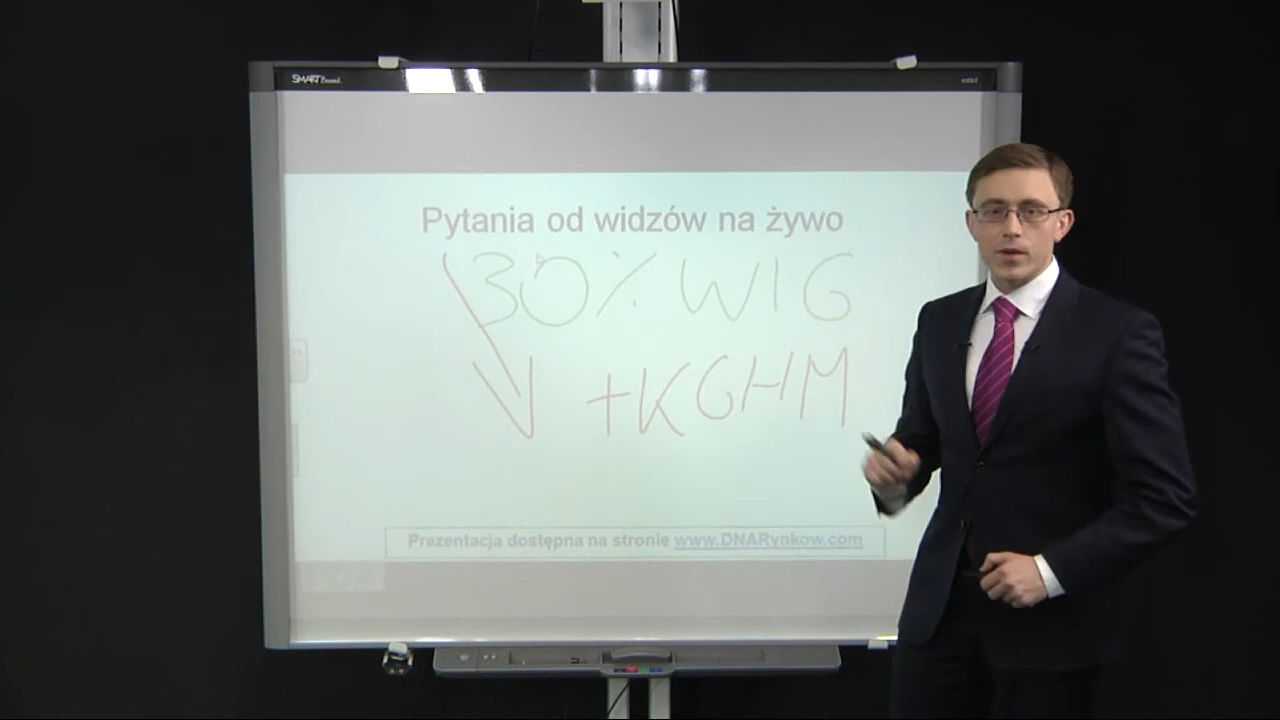 SMART Board
Pytania od widzów na żywo
30% WIG
+KGHM
Prezentacja dostępna na stronie www.DNARynkow.com